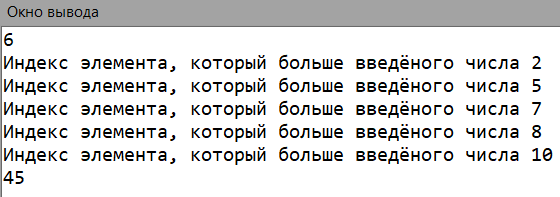 Окно вывода
6
Индекс элемента, который больше введёного числа 2
Индекс элемента, который больше введёного числа 5
Индекс элемента, который больше введёного числа 7
Индекс элемента, который больше введёного числа 8
Индекс элемента, который больше введёного числа 10
45